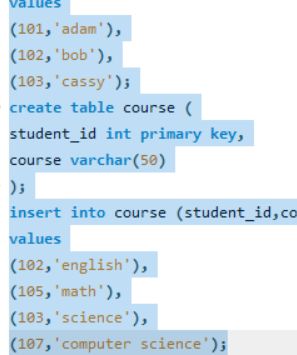 values
(101,'adam'),
(102,'bob'),
(103,'cassy');
create table course (
student_id int primary key,
course varchar(50)
);
insert into course (student_id,co
values
(102,'english'),
(105,'math'),
(103,'science'),
(107,'computer science');